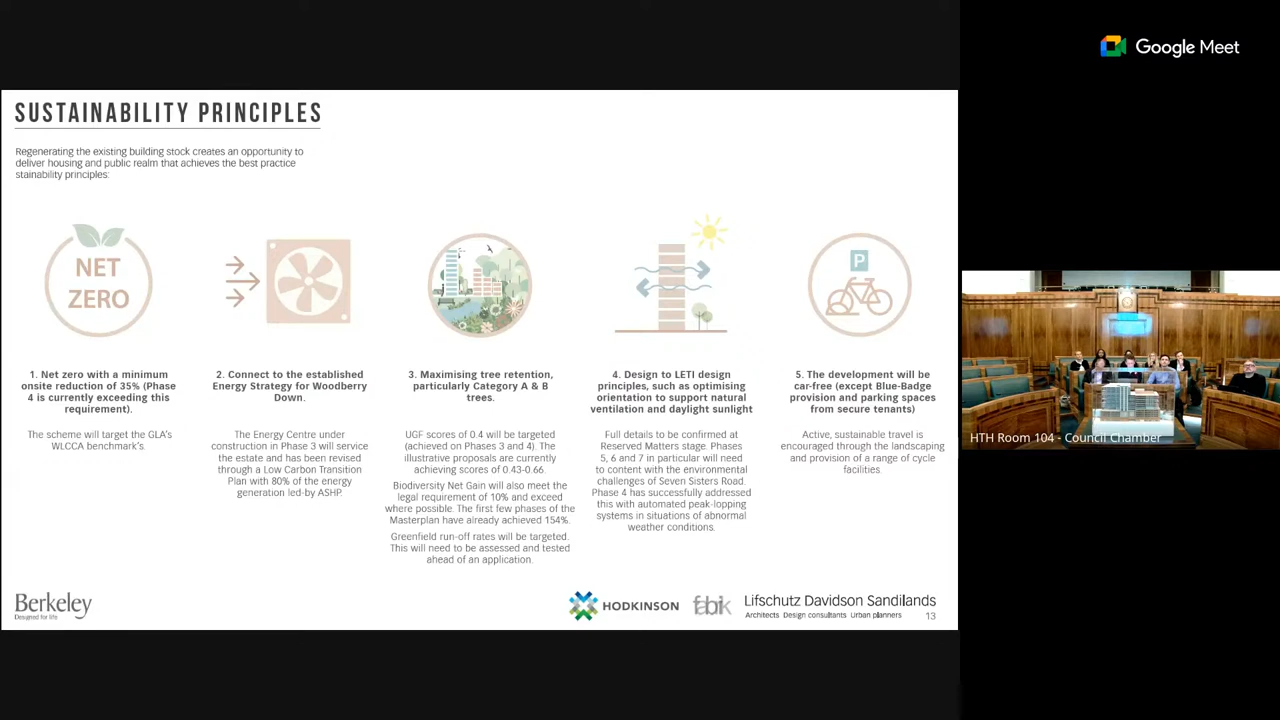 Google Meet
SUSTAINABILITY PRINCIPLES
Regenerating the existing building stock creates an opportunity to
deliver housing and public realm that achieves the best practice
stainability principles:
NET
ZERO
P
1. Net zero with a minimum
onsite reduction of 35% (Phase
4 is currently exceeding this
requirement).
The scheme will target the GLA's
WLCCA benchmark's.
2. Connect to the established
Energy Strategy for Woodberry
Down.
The Energy Centre under
construction in Phase 3 will service
the estate and has been revised
through a Low Carbon Transition
Plan with 80% of the energy
generation led-by ASHP.
3. Maximising tree retention,
particularly Category A & B
trees.
UGF scores of 0.4 will be targeted
(achieved on Phases 3 and 4). The
illustrative proposals are currently
achieving scores of 0.43-0.66.
Biodiversity Net Gain will also meet the
legal requirement of 10% and exceed
where possible. The first few phases of the
Masterplan have already achieved 154%.
Greenfield run-off rates will be targeted.
This will need to be assessed and tested
ahead of an application.
4. Design to LETI design
principles, such as optimising
orientation to support natural
ventilation and daylight sunlight
Full details to be confirmed at
Reserved Matters stage. Phases
5, 6 and 7 in particular will need
to content with the environmental
challenges of Seven Sisters Road.
Phase 4 has successfully addressed
this with automated peak-lopping
systems in situations of abnormal
weather conditions.
5. The development will be
car-free (except Blue-Badge
provision and parking spaces
from secure tenants)
Active, sustainable travel is
encouraged through the landscaping
and provision of a range of cycle
facilities.
HTH Room 104 - Council Chamber
Berkeley
Designed for life
HODKINSON
fabrik
Lifschutz Davidson Sandilands
Architects Design consultants Urban planners
13